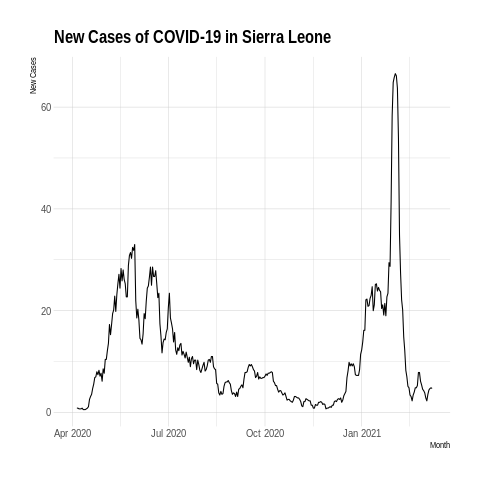 New Cases of COVID-19 in Sierra Leone
New Cases
60
40
20
0
Apr 2020 Jul 2020 Oct 2020 Jan 2021
Month